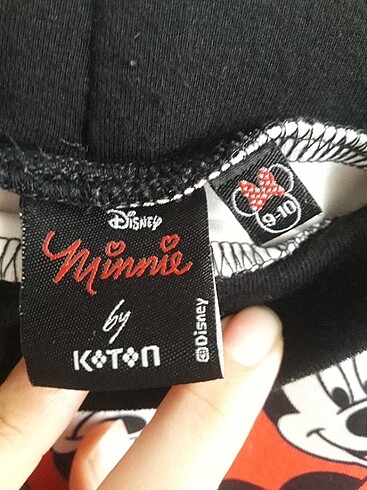 Disney
Minnie
by
KOTON
©Disney
9-10